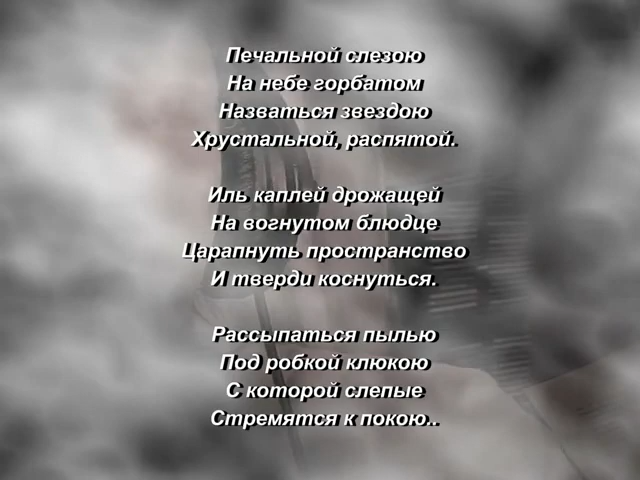 Печальной слезою
На небе горбатом
Назваться звездою
Хрустальной, распятой.
Иль каплей дрожащей
На вогнутом блюдце
Царапнуть пространство
И тверди коснуться.
Рассыпаться пылью
Под робкой клюкою
С которой слепые
Стремятся к покою..